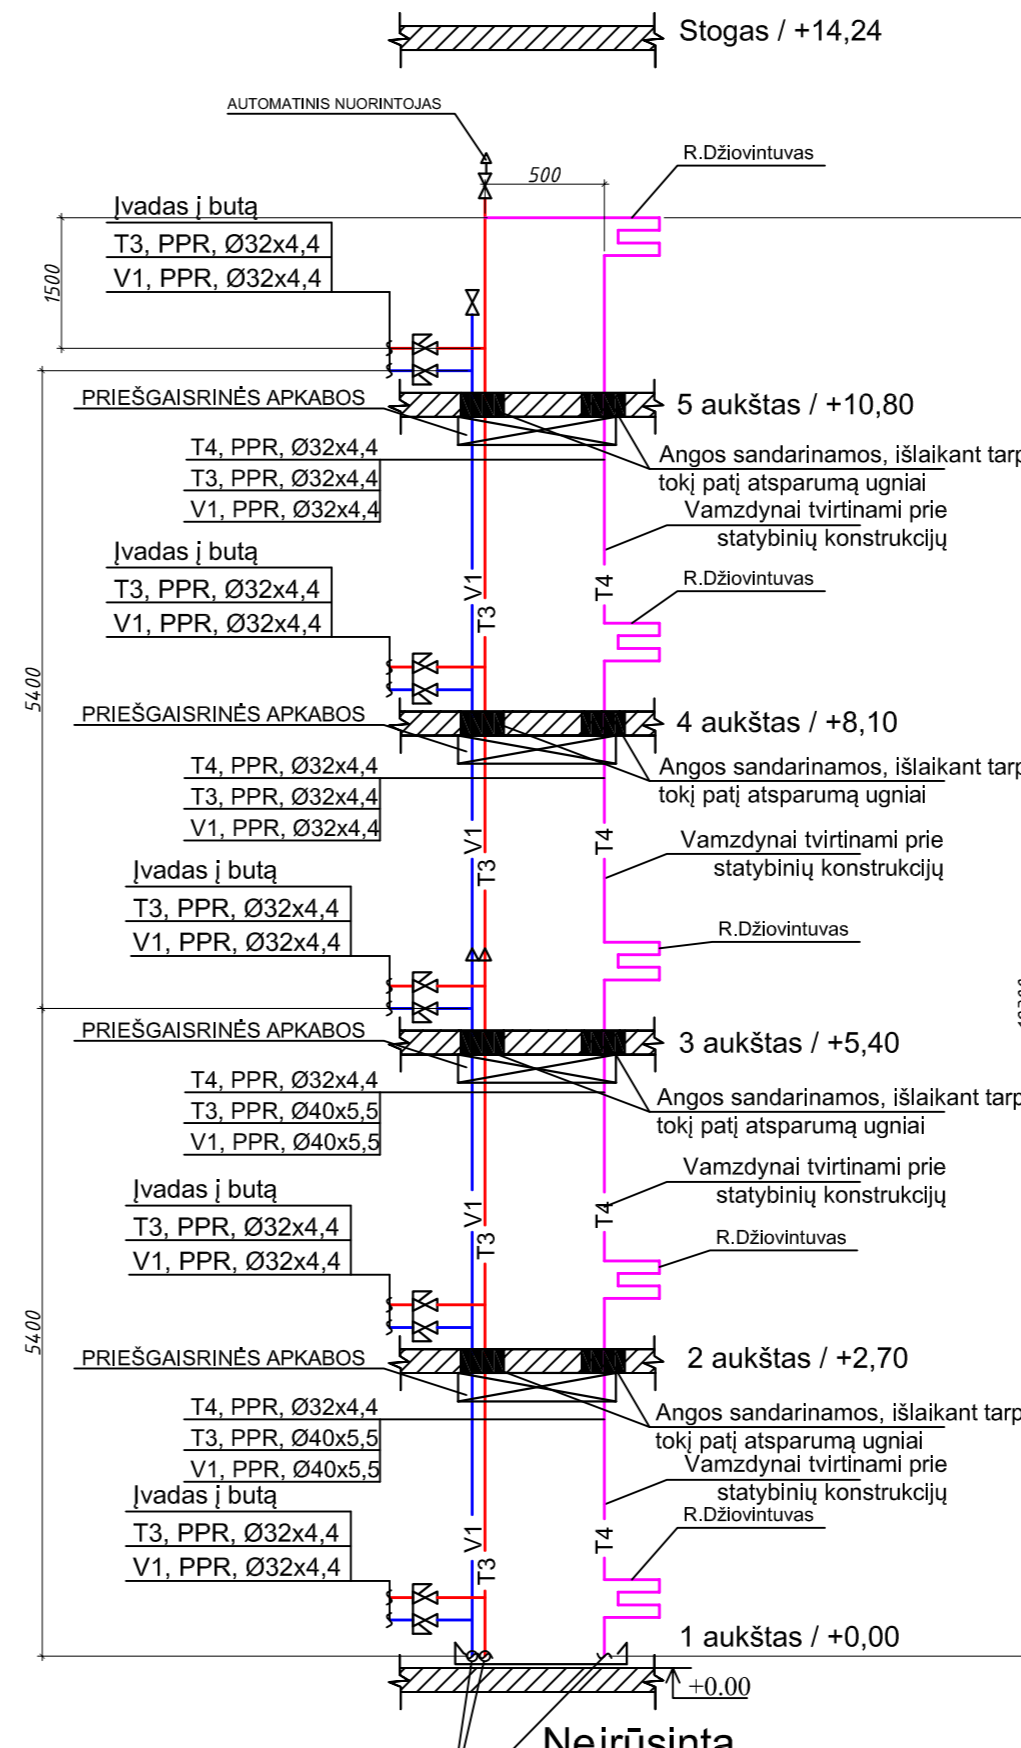 Stogas / +14,24
AUTOMATINIS NUORINTOJAS
R.Džiovintuvas
500
Įvadas į butą
T3, PPR, Ø32x4,4
V1, PPR, Ø32x4,4
1500
PRIEŠGAISRINĖS APKABOS
5 aukštas / +10,80
T4, PPR, Ø32x4,4
T3, PPR, Ø32x4,4
V1, PPR, Ø32x4,4
Angos sandarinamos, išlaikant tarp
tokį patį atsparumą ugniai
Vamzdynai tvirtinami prie
statybinių konstrukcijų
Įvadas į butą
T3, PPR, Ø32x4,4
V1, PPR, Ø32x4,4
V1
T3
T4
R.Džiovintuvas
5400
PRIEŠGAISRINĖS APKABOS
4 aukštas / +8,10
T4, PPR, Ø32x4,4
T3, PPR, Ø32x4,4
V1, PPR, Ø32x4,4
Angos sandarinamos, išlaikant tarp
tokį patį atsparumą ugniai
V1
T3
T4
Vamzdynai tvirtinami prie
statybinių konstrukcijų
Įvadas į butą
T3, PPR, Ø32x4,4
V1, PPR, Ø32x4,4
R.Džiovintuvas
PRIEŠGAISRINĖS APKABOS
3 aukštas / +5,40
T4, PPR, Ø32x4,4
T3, PPR, Ø40x5,5
V1, PPR, Ø40x5,5
Angos sandarinamos, išlaikant tarp
tokį patį atsparumą ugniai
Vamzdynai tvirtinami prie
statybinių konstrukcijų
Įvadas į butą
T3, PPR, Ø32x4,4
V1, PPR, Ø32x4,4
V1
T3
T4
R.Džiovintuvas
5400
PRIEŠGAISRINĖS APKABOS
2 aukštas / +2,70
T4, PPR, Ø32x4,4
T3, PPR, Ø40x5,5
V1, PPR, Ø40x5,5
Angos sandarinamos, išlaikant tarp
tokį patį atsparumą ugniai
Vamzdynai tvirtinami prie
statybinių konstrukcijų
Įvadas į butą
T3, PPR, Ø32x4,4
V1, PPR, Ø32x4,4
V1
T3
T4
R.Džiovintuvas
1 aukštas / +0,00
+0.00
Neįrūsinta